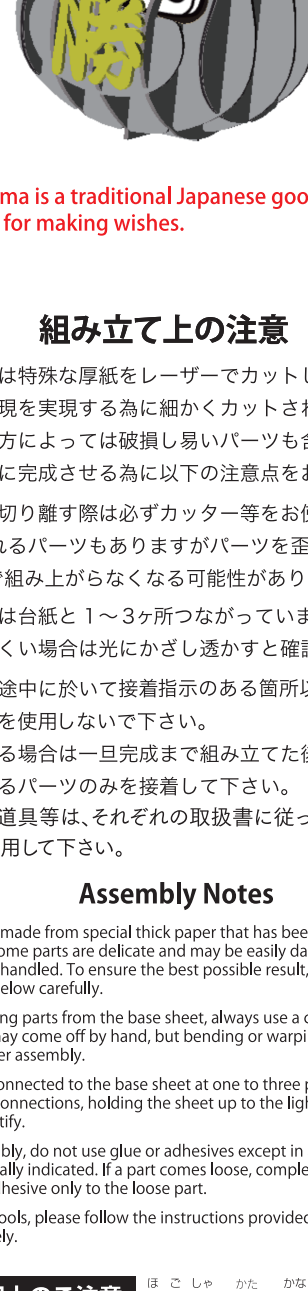 勝
ma is a traditional Japanese goo
for making wishes.
組み立て上の注意
は特殊な厚紙をレーザーでカットし
現を実現する為に細かくカットされ
方によっては破損し易いパーツも含
に完成させる為に以下の注意点をお
切り離す際は必ずカッター等をお使
れるパーツもありますがパーツを歪
で組み上がらなくなる可能性があり
は台紙と 1〜3ヶ所つながっていま
くい場合は光にかざし透かすと確認
途中に於いて接着指示のある箇所以
を使用しないで下さい。
る場合は一旦完成まで組み立てた後
るパーツのみを接着して下さい。
道具等は、それぞれの取扱書に従っ
用して下さい。
Assembly Notes
made from special thick paper that has bee
ome parts are delicate and may be easily da
handled. To ensure the best possible result,
elow carefully.
ng parts from the base sheet, always use a c
may come off by hand, but bending or warpi
er assembly.
onnected to the base sheet at one to three p
onnections, holding the sheet up to the ligh
tify.
bly, do not use glue or adhesives except in
ally indicated. If a part comes loose, comple
hesive only to the loose part.
ools, please follow the instructions provided
ely.
ほ ご しゃ かた かな